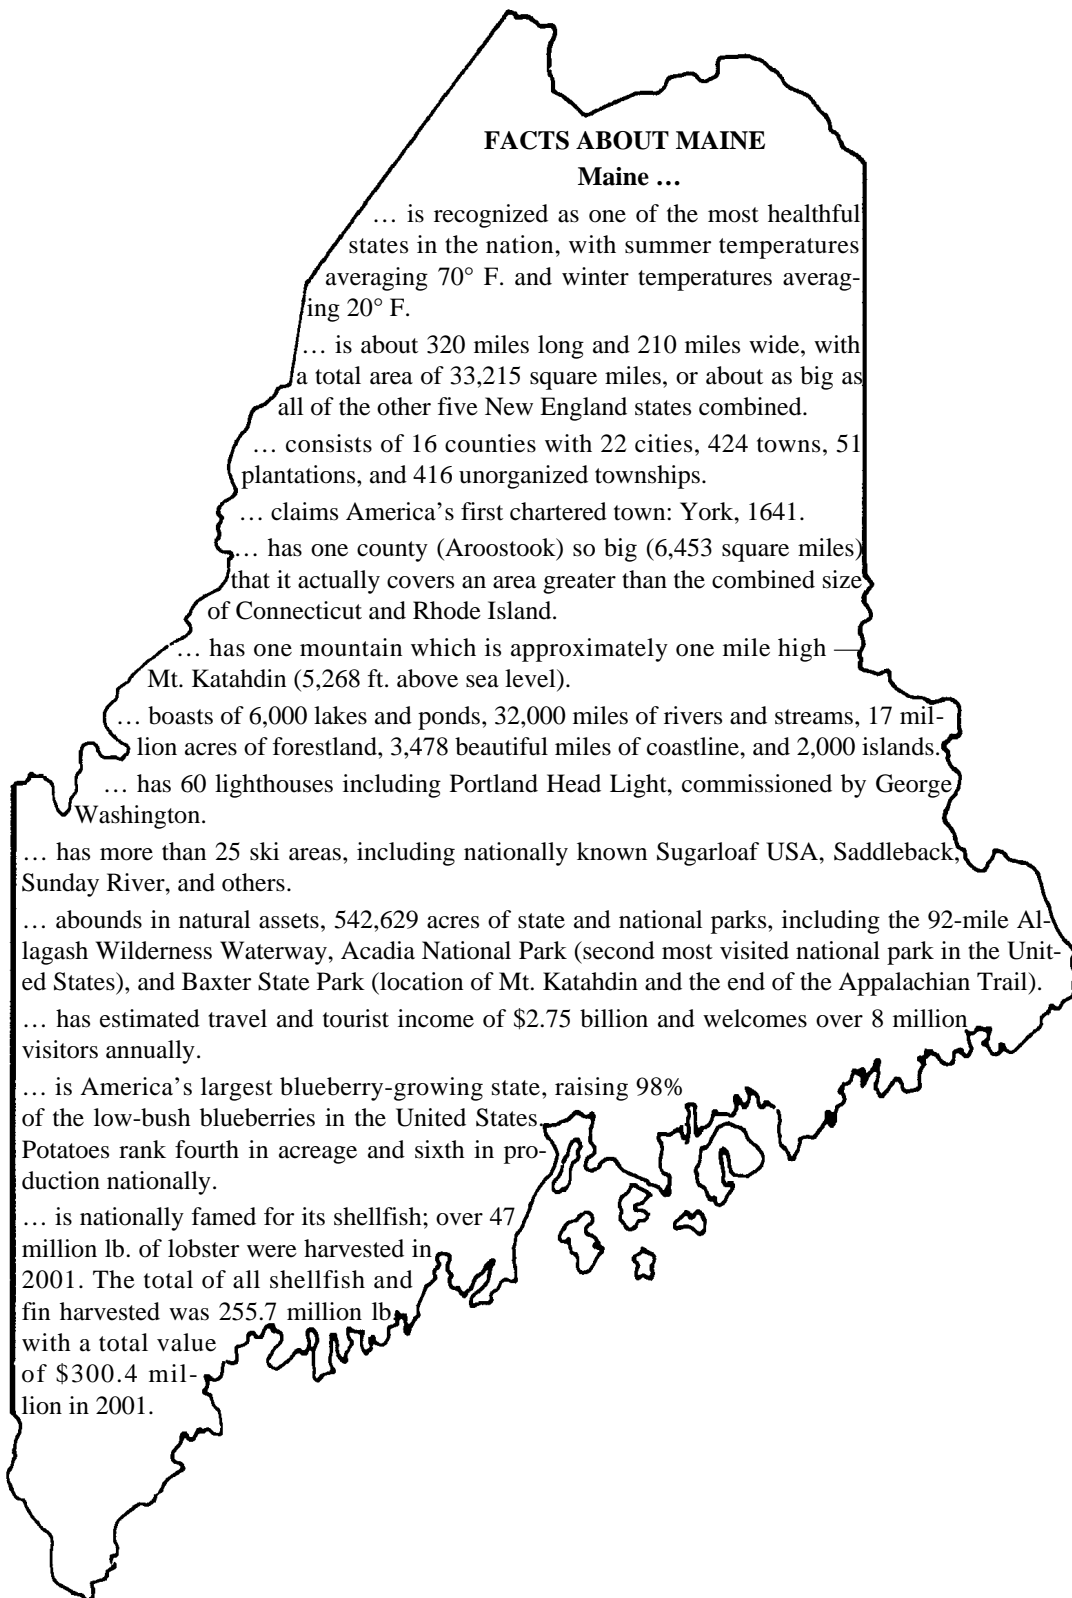 FACTS ABOUT MAINE
Maine …
… is recognized as one of the most healthful
states in the nation, with summer temperatures
averaging 70° F. and winter temperatures averag-
ing 20° F.
… is about 320 miles long and 210 miles wide, with
a total area of 33,215 square miles, or about as big as
all of the other five New England states combined.
… consists of 16 counties with 22 cities, 424 towns, 51
plantations, and 416 unorganized townships.
… claims America’s first chartered town: York, 1641.
… has one county (Aroostook) so big (6,453 square miles)
that it actually covers an area greater than the combined size
of Connecticut and Rhode Island.
… has one mountain which is approximately one mile high —
Mt. Katahdin (5,268 ft. above sea level).
… boasts of 6,000 lakes and ponds, 32,000 miles of rivers and streams, 17 mil-
lion acres of forestland, 3,478 beautiful miles of coastline, and 2,000 islands.
… has 60 lighthouses including Portland Head Light, commissioned by George
Washington.
… has more than 25 ski areas, including nationally known Sugarloaf USA, Saddleback,
Sunday River, and others.
… abounds in natural assets, 542,629 acres of state and national parks, including the 92-mile Al-
lagash Wilderness Waterway, Acadia National Park (second most visited national park in the Unit-
ed States), and Baxter State Park (location of Mt. Katahdin and the end of the Appalachian Trail).
… has estimated travel and tourist income of $2.75 billion and welcomes over 8 million
visitors annually.
… is America’s largest blueberry-growing state, raising 98%
of the low-bush blueberries in the United States.
Potatoes rank fourth in acreage and sixth in pro-
duction nationally.
… is nationally famed for its shellfish; over 47
million lb. of lobster were harvested in
2001. The total of all shellfish and
fin harvested was 255.7 million lb.
with a total value
of $300.4 mil-
lion in 2001.